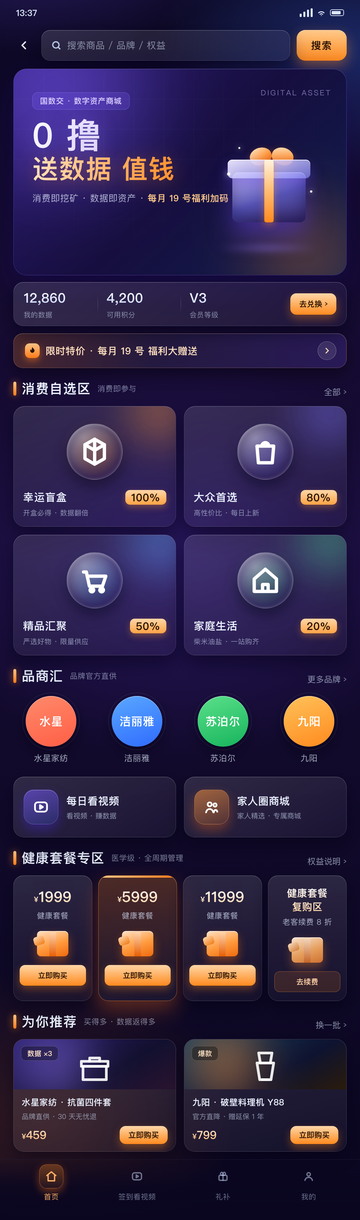 13:37
搜索商品 / 品牌 / 权益
搜索
DIGITAL ASSET
国数交 · 数字资产商城
0 撸
送数据 值钱
消费即挖矿 · 数据即资产 · 每月 19 号福利加码
12,860
我的数据
4,200
可用积分
V3
会员等级
去兑换 ›
限时特价 · 每月 19 号 福利大赠送
消费自选区 消费即参与 全部 ›
幸运盲盒 100%
开盒必得 · 数据翻倍
大众首选 80%
高性价比 · 每日上新
精品汇聚 50%
严选好物 · 限量供应
家庭生活 20%
柴米油盐 · 一站购齐
品商汇 品牌官方直供 更多品牌 ›
水星 洁丽雅 苏泊尔 九阳
水星家纺 洁丽雅 苏泊尔 九阳
每日看视频
看视频 · 赚数据
家人圈商城
家人精选 · 专属商城
健康套餐专区 医学级 · 全周期管理 权益说明 ›
¥1999
健康套餐
立即购买
¥5999
健康套餐
立即购买
¥11999
健康套餐
立即购买
健康套餐
复购区
老客续费 8 折
去续费
为你推荐 买得多 · 数据返得多 换一批 ›
数据 ×3
水星家纺 · 抗菌四件套
品牌直供 · 30 天无忧退
¥459 立即购买
爆款
九阳 · 破壁料理机 Y88
官方直降 · 赠延保 1 年
¥799 立即购买
首页 签到看视频 礼补 我的